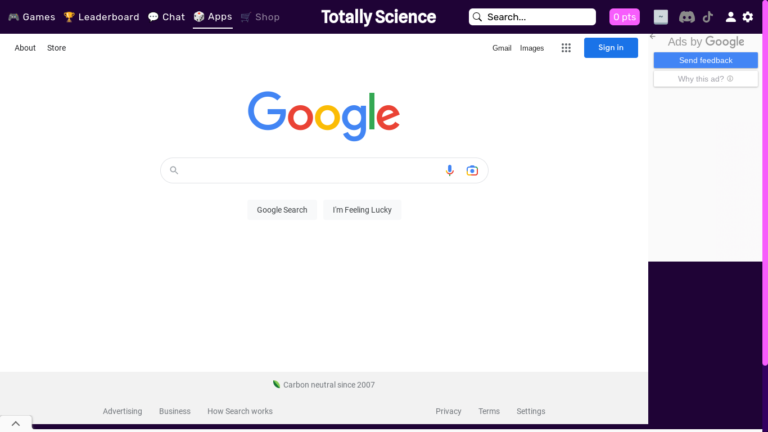 🎮 Games 🏆 Leaderboard 💬 Chat 🎲 Apps 🛒 Shop Totally Science Search... 0 pts
About Store Gmail Images Sign in
Ads by Google
Send feedback
Why this ad?
Google
Google Search I'm Feeling Lucky
Carbon neutral since 2007
Advertising Business How Search works Privacy Terms Settings